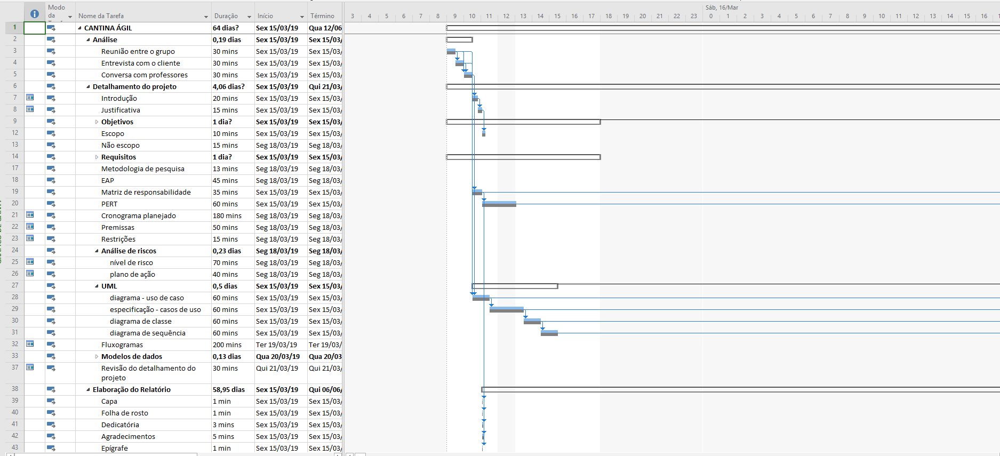 Sáb, 16/Mar
Modo da Nome da Tarefa Duração Início Término 3 4 5 6 7 8 9 10 11 12 13 14 15 16 17 18 19 20 21 22 23 0 1 2 3 4 5 6 7 8 9 10 11 12 13 14 15 16
1 CANTINA ÁGIL 64 dias? Sex 15/03/19 Qua 12/06
2 Análise 0,19 dias Sex 15/03/19 Sex 15/03/
3 Reunião entre o grupo 30 mins Sex 15/03/19 Sex 15/03/
4 Entrevista com o cliente 30 mins Sex 15/03/19 Sex 15/03/
5 Conversa com professores 30 mins Sex 15/03/19 Sex 15/03/
6 Detalhamento do projeto 4,06 dias? Sex 15/03/19 Qui 21/03/
7 Introdução 20 mins Sex 15/03/19 Sex 15/03/
8 Justificativa 15 mins Sex 15/03/19 Sex 15/03/
9 Objetivos 1 dia? Sex 15/03/19 Sex 15/03/
12 Escopo 10 mins Sex 15/03/19 Sex 15/03/
13 Não escopo 15 mins Seg 18/03/19 Seg 18/03/
14 Requisitos 1 dia? Sex 15/03/19 Sex 15/03/
17 Metodologia de pesquisa 13 mins Seg 18/03/19 Seg 18/03/
18 EAP 45 mins Seg 18/03/19 Seg 18/03/
19 Matriz de responsabilidade 35 mins Sex 15/03/19 Sex 15/03/
20 PERT 60 mins Sex 15/03/19 Sex 15/03/
21 Cronograma planejado 180 mins Seg 18/03/19 Seg 18/03/
22 Premissas 50 mins Seg 18/03/19 Seg 18/03/
23 Restrições 15 mins Seg 18/03/19 Seg 18/03/
24 Análise de riscos 0,23 dias Seg 18/03/19 Seg 18/03/
25 nível de risco 70 mins Seg 18/03/19 Seg 18/03/
26 plano de ação 40 mins Seg 18/03/19 Seg 18/03/
27 UML 0,5 dias Sex 15/03/19 Sex 15/03/
28 diagrama - uso de caso 60 mins Sex 15/03/19 Sex 15/03/
29 especificação - casos de uso 60 mins Sex 15/03/19 Sex 15/03/
30 diagrama de classe 60 mins Sex 15/03/19 Sex 15/03/
31 diagrama de sequência 60 mins Sex 15/03/19 Sex 15/03/
32 Fluxogramas 200 mins Ter 19/03/19 Ter 19/03/
33 Modelos de dados 0,13 dias Qua 20/03/19 Qua 20/03
37 Revisão do detalhamento do 30 mins Qui 21/03/19 Qui 21/03/
projeto
38 Elaboração do Relatório 58,95 dias Sex 15/03/19 Qui 06/06/
39 Capa 1 min Sex 15/03/19 Sex 15/03/
40 Folha de rosto 1 min Sex 15/03/19 Sex 15/03/
41 Dedicatória 3 mins Sex 15/03/19 Sex 15/03/
42 Agradecimentos 5 mins Sex 15/03/19 Sex 15/03/
43 Epígrafe 1 min Sex 15/03/19 Sex 15/03/